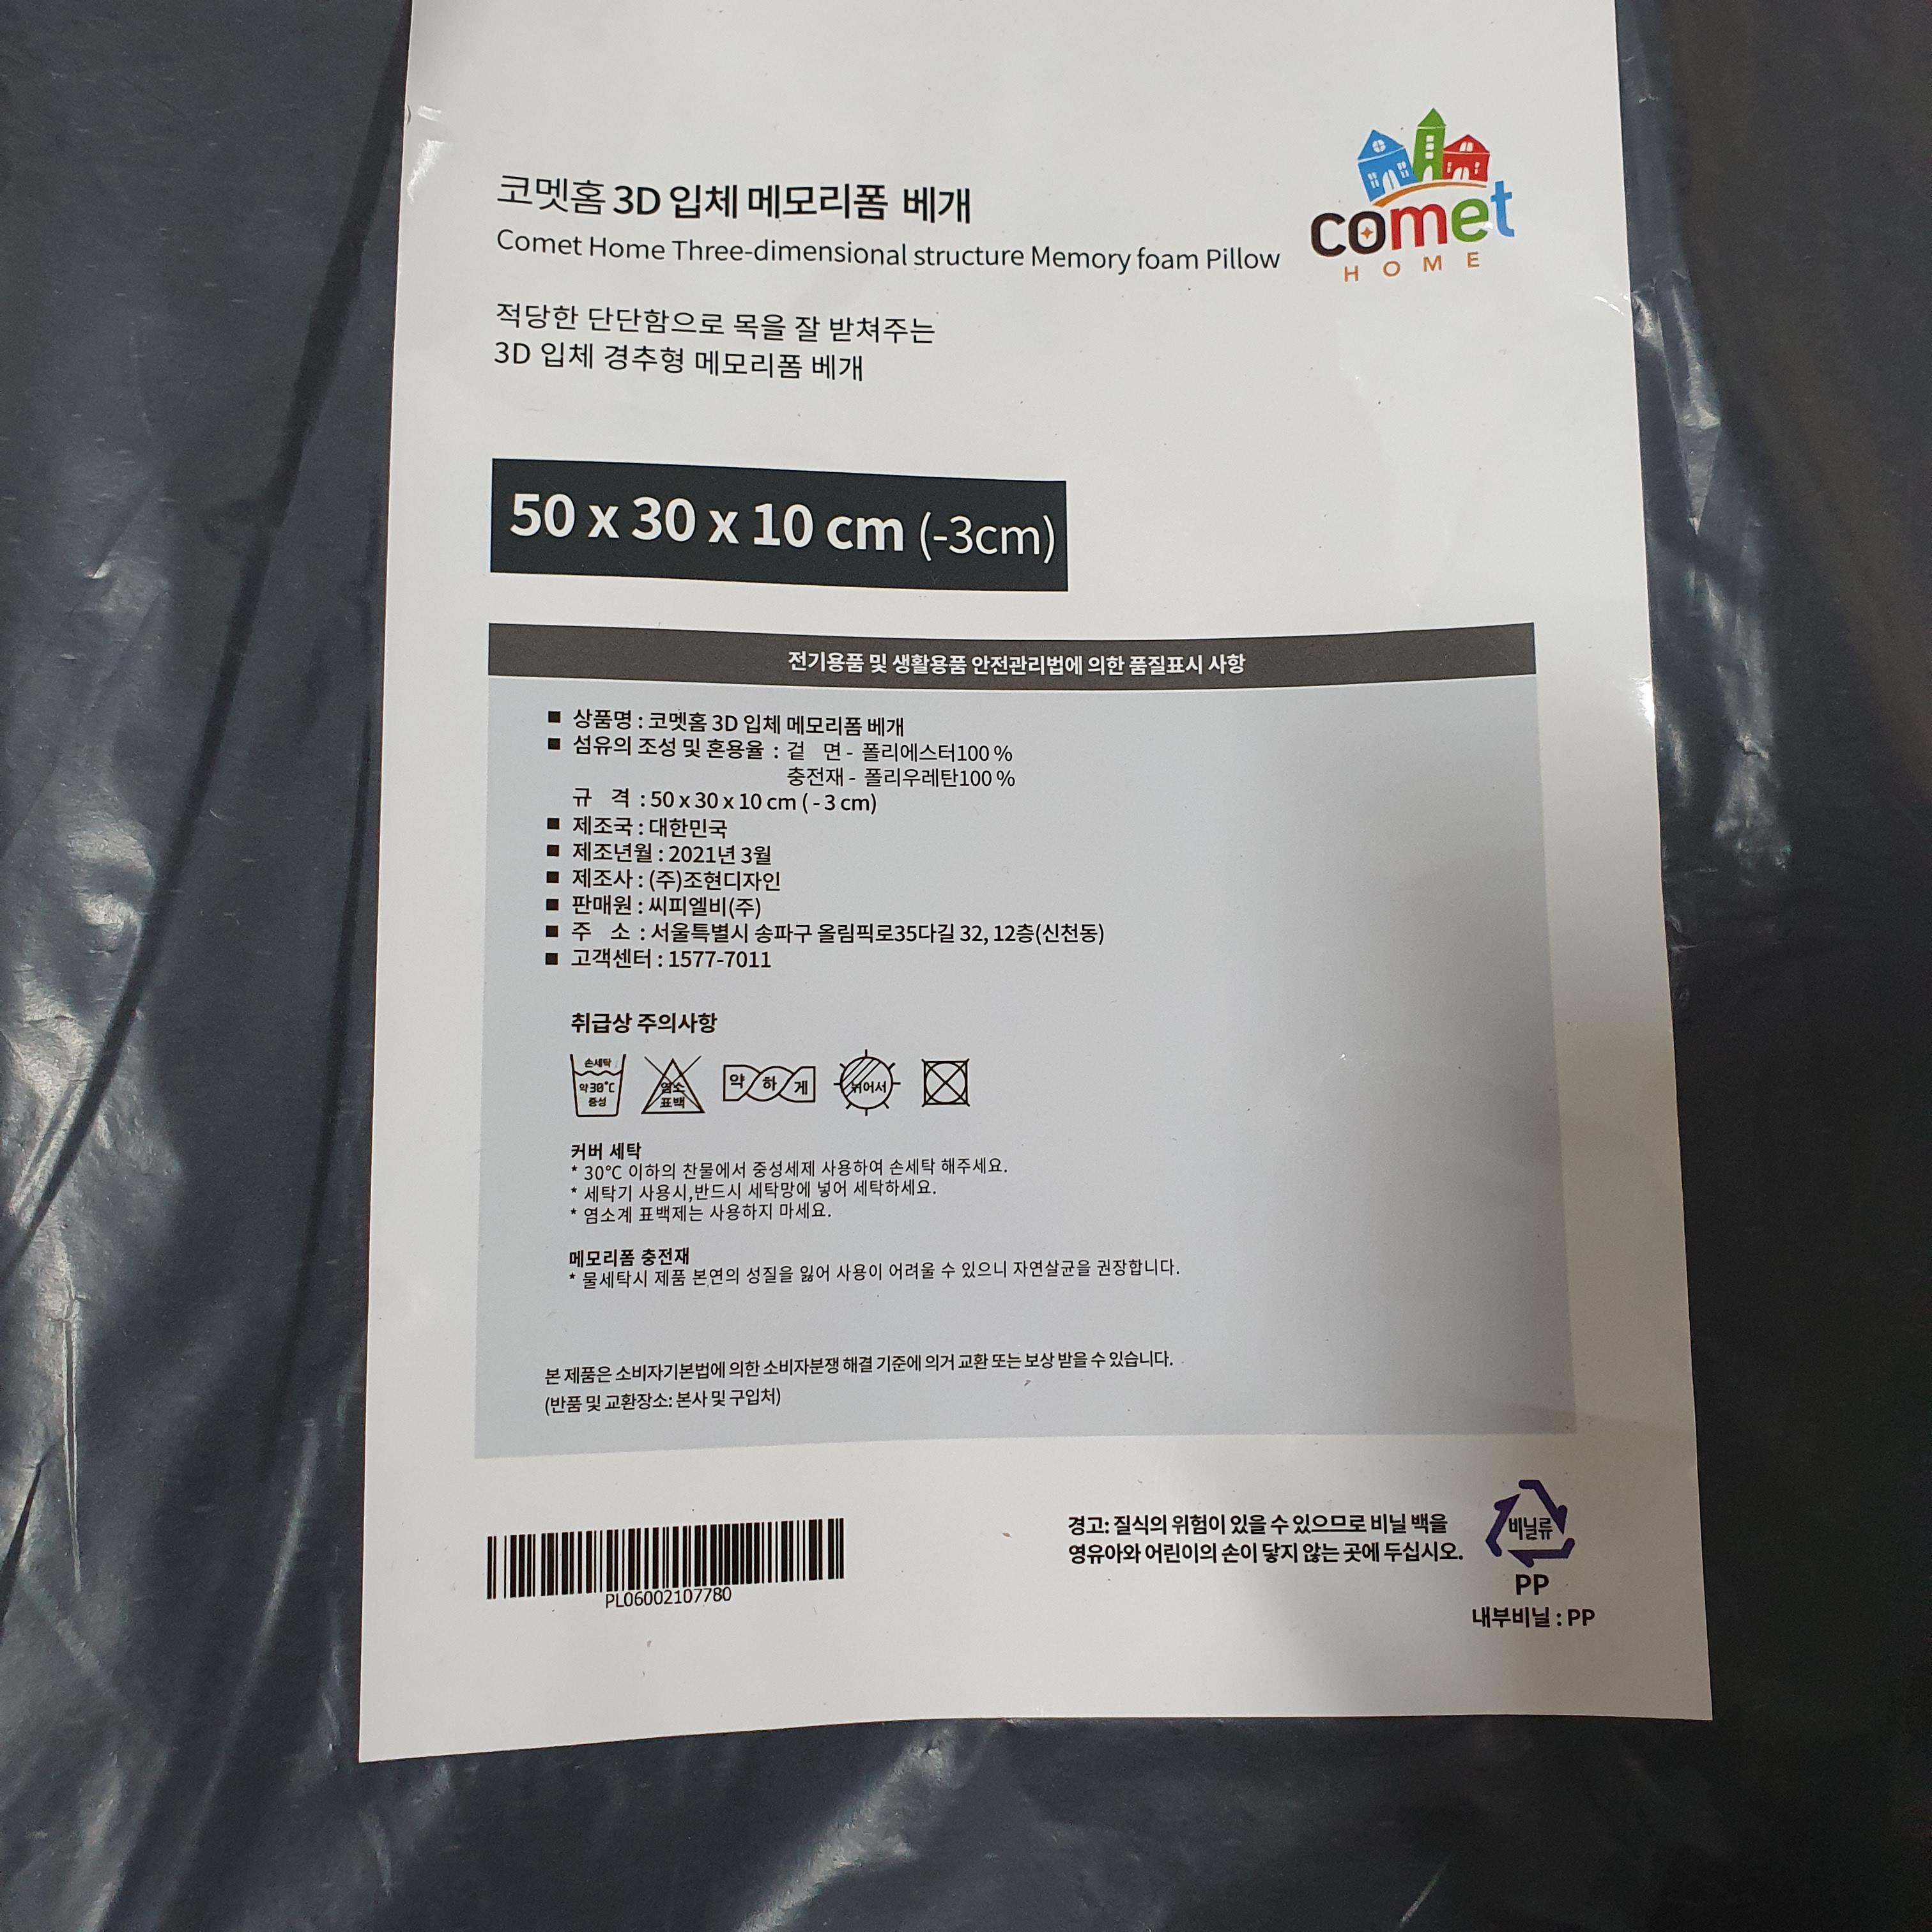 comet
HOME
코멧홈 3D 입체 메모리폼 베개
Comet Home Three-dimensional structure Memory foam Pillow
적당한 단단함으로 목을 잘 받쳐주는
3D 입체 경추형 메모리폼 베개
50 x 30 x 10 cm (-3cm)
전기용품 및 생활용품 안전관리법에 의한 품질표시 사항
■ 상품명 : 코멧홈 3D 입체 메모리폼 베개
■ 섬유의 조성 및 혼용율 : 겉 면 - 폴리에스터100 %
충전재 - 폴리우레탄100 %
규 격 : 50 x 30 x 10 cm ( - 3 cm)
■ 제조국 : 대한민국
■ 제조년월 : 2021년 3월
■ 제조사 : (주)조현디자인
■ 판매원 : 씨피엘비(주)
■ 주 소 : 서울특별시 송파구 올림픽로35다길 32, 12층(신천동)
■ 고객센터 : 1577-7011
취급상 주의사항
손세탁
약30°C
중성
염소
표백
약하게
뉘어서
커버 세탁
* 30℃ 이하의 찬물에서 중성세제 사용하여 손세탁 해주세요.
* 세탁기 사용시,반드시 세탁망에 넣어 세탁하세요.
* 염소계 표백제는 사용하지 마세요.
메모리폼 충전재
* 물세탁시 제품 본연의 성질을 잃어 사용이 어려울 수 있으니 자연살균을 권장합니다.
본 제품은 소비자기본법에 의한 소비자분쟁 해결 기준에 의거 교환 또는 보상 받을 수 있습니다.
(반품 및 교환장소: 본사 및 구입처)
PL06002107780
경고: 질식의 위험이 있을 수 있으므로 비닐 백을
영유아와 어린이의 손이 닿지 않는 곳에 두십시오.
비닐류
PP
내부비닐 : PP